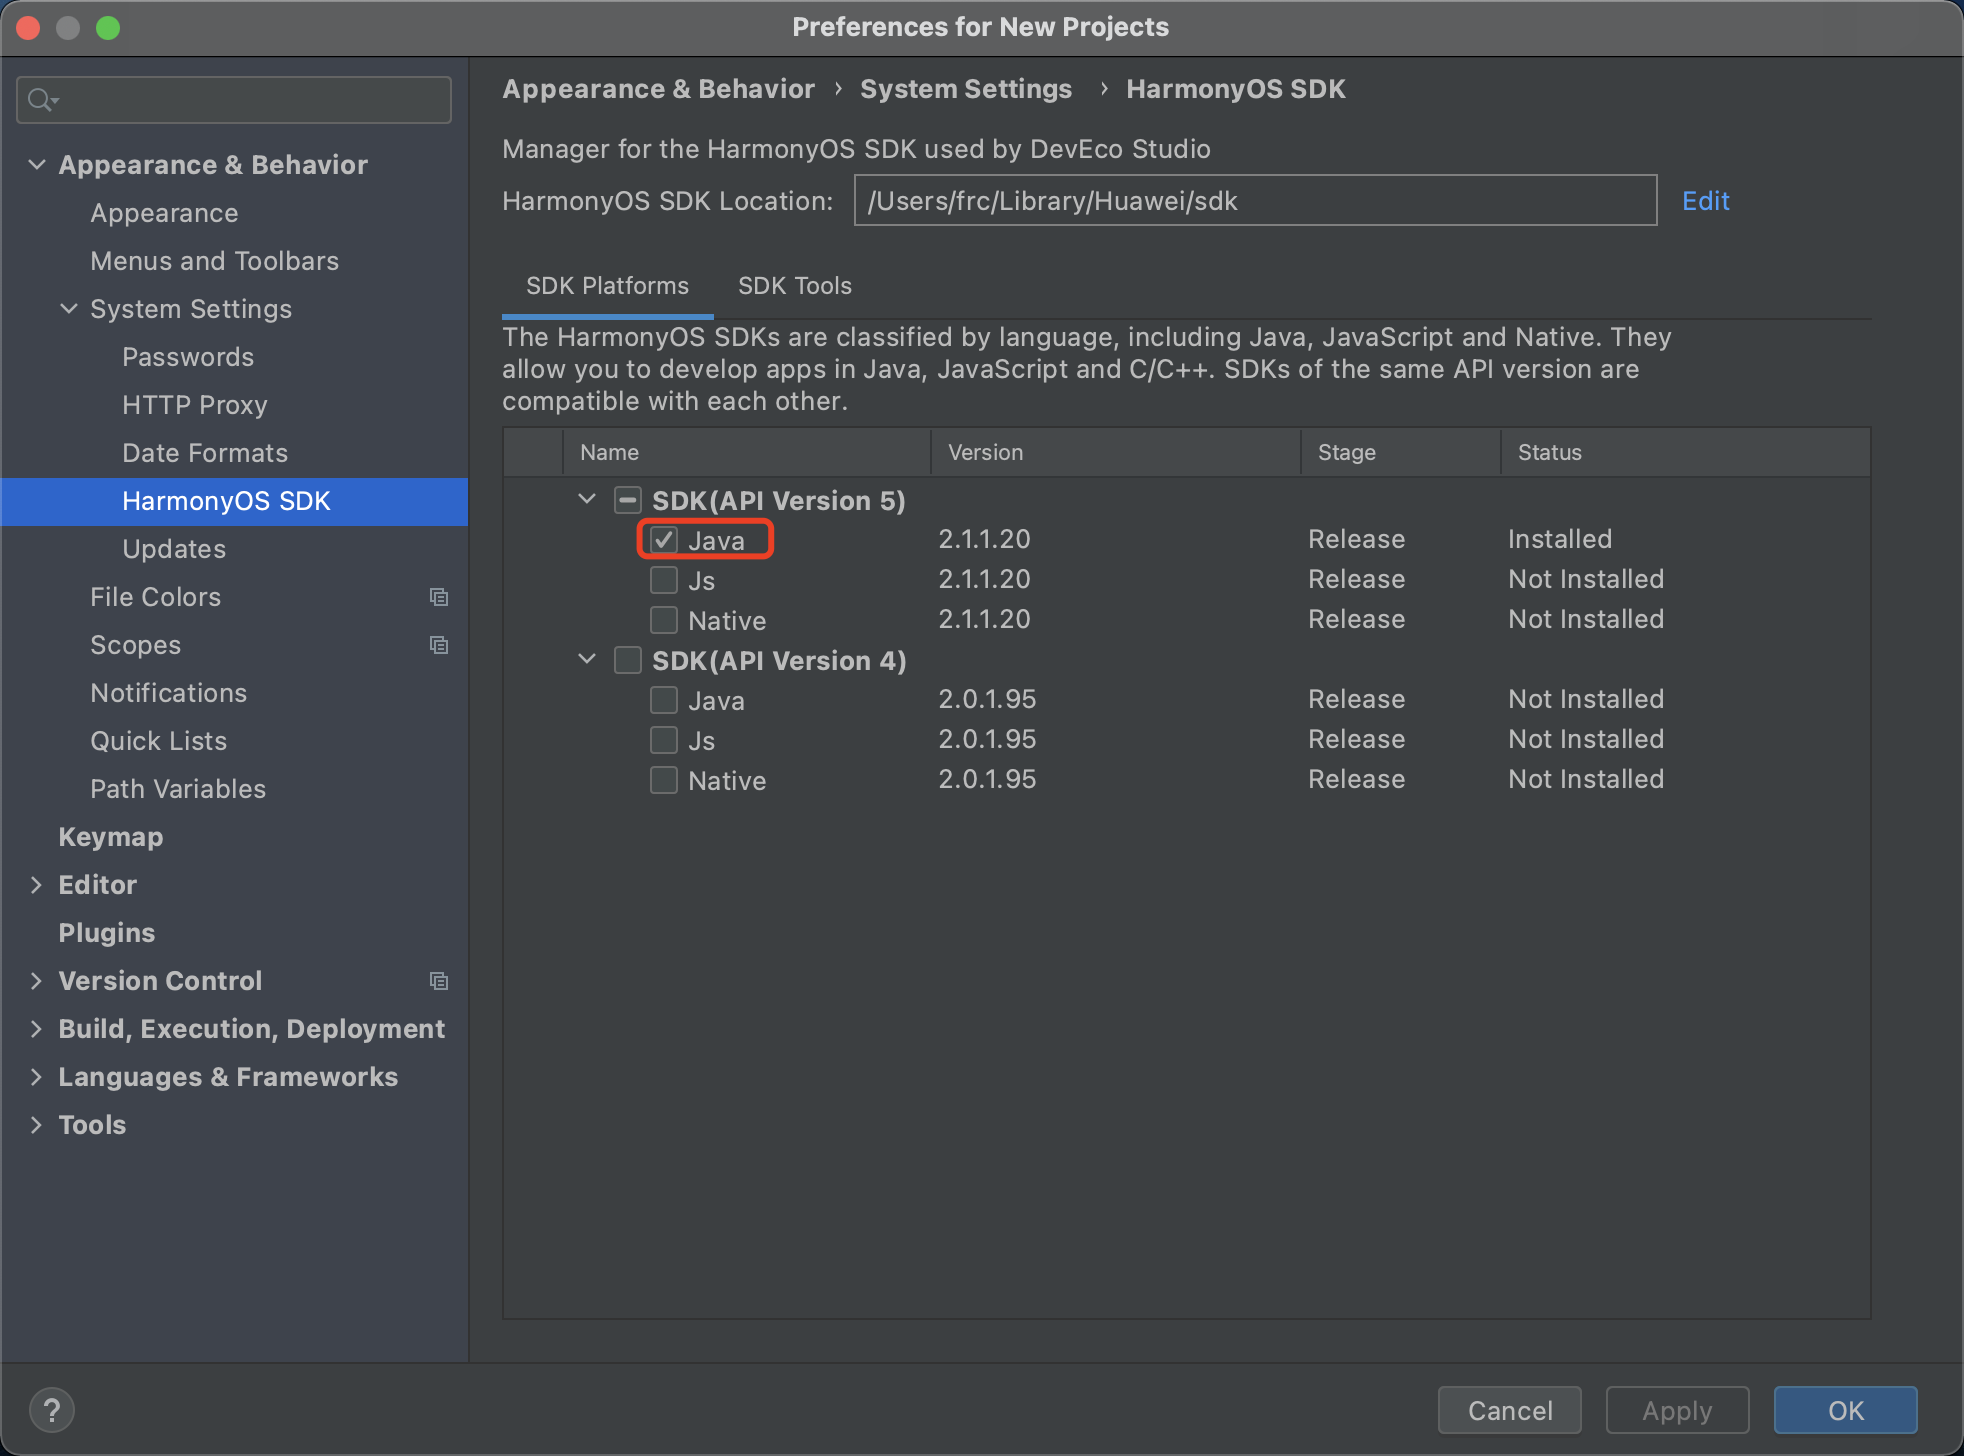 Preferences for New Projects
Appearance & Behavior
Appearance
Menus and Toolbars
System Settings
Passwords
HTTP Proxy
Date Formats
HarmonyOS SDK
Updates
File Colors
Scopes
Notifications
Quick Lists
Path Variables
Keymap
Editor
Plugins
Version Control
Build, Execution, Deployment
Languages & Frameworks
Tools
Appearance & Behavior › System Settings › HarmonyOS SDK
Manager for the HarmonyOS SDK used by DevEco Studio
HarmonyOS SDK Location: /Users/frc/Library/Huawei/sdk Edit
SDK Platforms SDK Tools
The HarmonyOS SDKs are classified by language, including Java, JavaScript and Native. They
allow you to develop apps in Java, JavaScript and C/C++. SDKs of the same API version are
compatible with each other.
Name Version Stage Status
SDK(API Version 5)
Java 2.1.1.20 Release Installed
Js 2.1.1.20 Release Not Installed
Native 2.1.1.20 Release Not Installed
SDK(API Version 4)
Java 2.0.1.95 Release Not Installed
Js 2.0.1.95 Release Not Installed
Native 2.0.1.95 Release Not Installed
? Cancel Apply OK